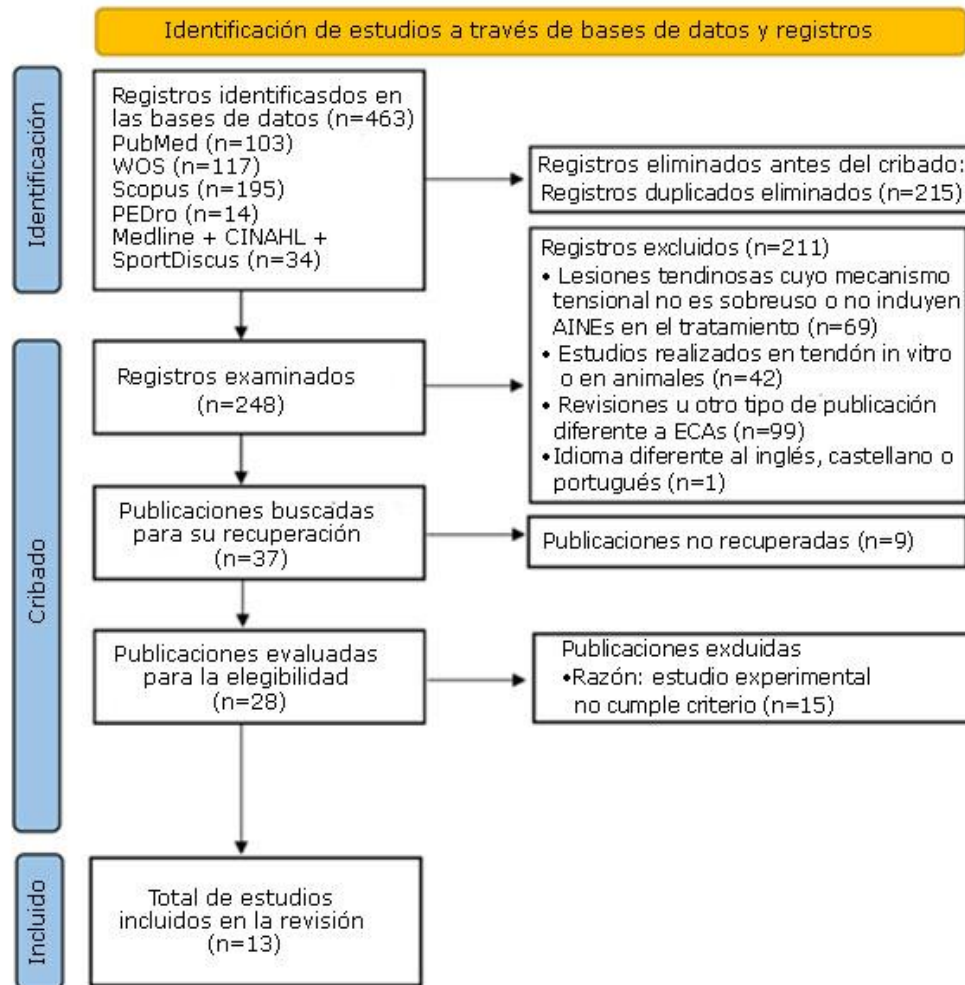 Identificación de estudios a través de bases de datos y registros
Identificación
Registros identificasdos en
las bases de datos (n=463)
PubMed (n=103)
WOS (n=117)
Scopus (n=195)
PEDro (n=14)
Medline + CINAHL +
SportDiscus (n=34)
Registros eliminados antes del cribado:
Registros duplicados eliminados (n=215)
Cribado
Registros examinados
(n=248)
Registros excluidos (n=211)
• Lesiones tendinosas cuyo mecanismo
tensional no es sobreuso o no induyen
AINEs en el tratamiento (n=69)
• Estudios realizados en tendón in vitro
o en animales (n=42)
• Revisiones u otro tipo de publicación
diferente a ECAs (n=99)
• Idioma diferente al inglés, castellano o
portugués (n=1)
Publicaciones buscadas
para su recuperación
(n=37)
Publicaciones no recuperadas (n=9)
Publicaciones evaluadas
para la elegibilidad
(n=28)
Publicaciones exduidas
•Razón: estudio experimental
no cumple criterio (n=15)
Incluido
Total de estudios
incluidos en la revisión
(n=13)